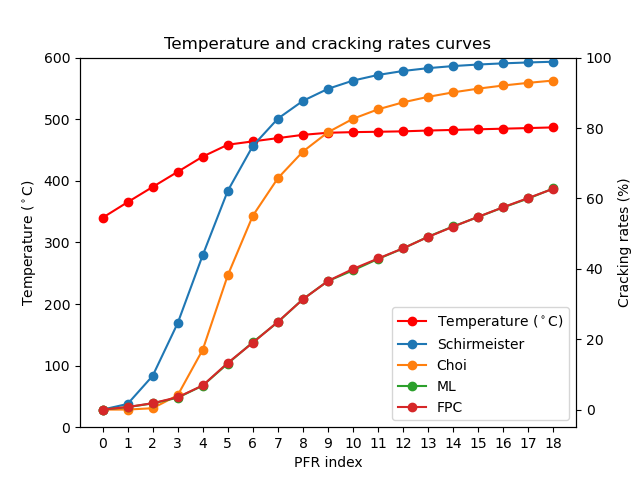 Temperature and cracking rates curves
600
500
400
300
200
100
0
Temperature (°C)
100
80
60
40
20
0
Cracking rates (%)
Temperature (°C)
Schirmeister
Choi
ML
FPC
0 1 2 3 4 5 6 7 8 9 10 11 12 13 14 15 16 17 18
PFR index